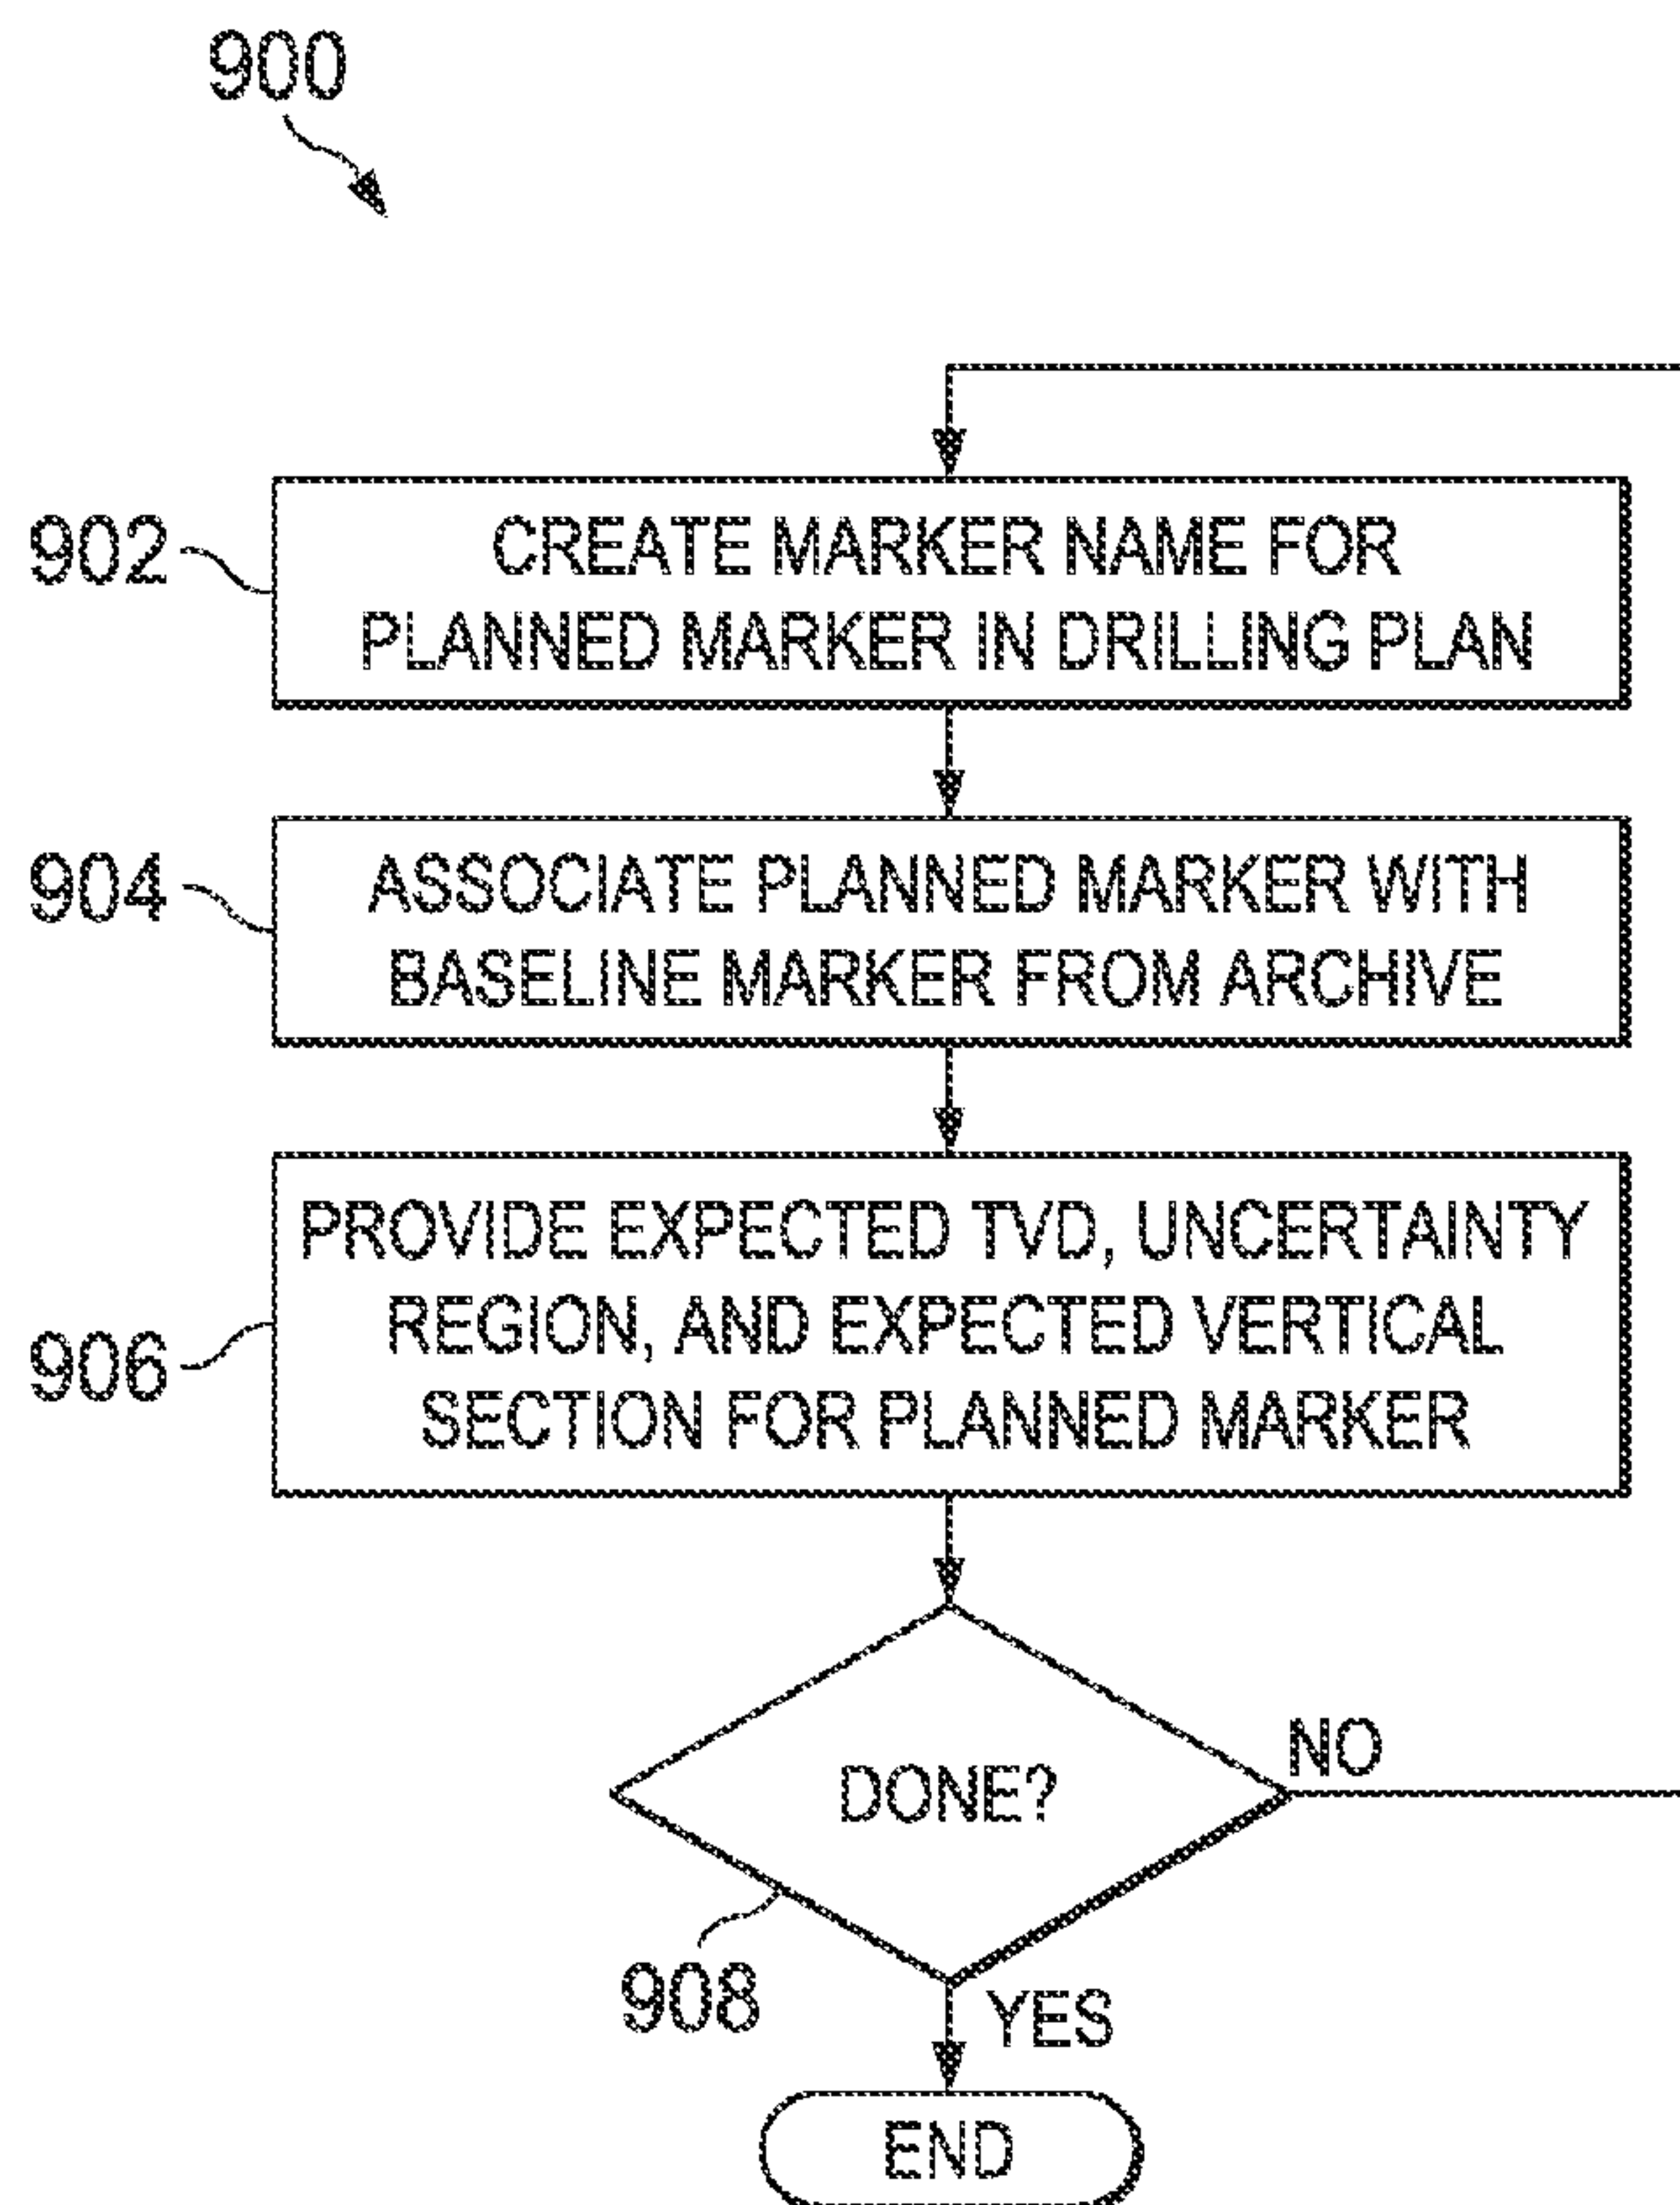 900
902
CREATE MARKER NAME FOR
PLANNED MARKER IN DRILLING PLAN
904
ASSOCIATE PLANNED MARKER WITH
BASELINE MARKER FROM ARCHIVE
906
PROVIDE EXPECTED TVD, UNCERTAINTY
REGION, AND EXPECTED VERTICAL
SECTION FOR PLANNED MARKER
DONE?
NO
908
YES
END